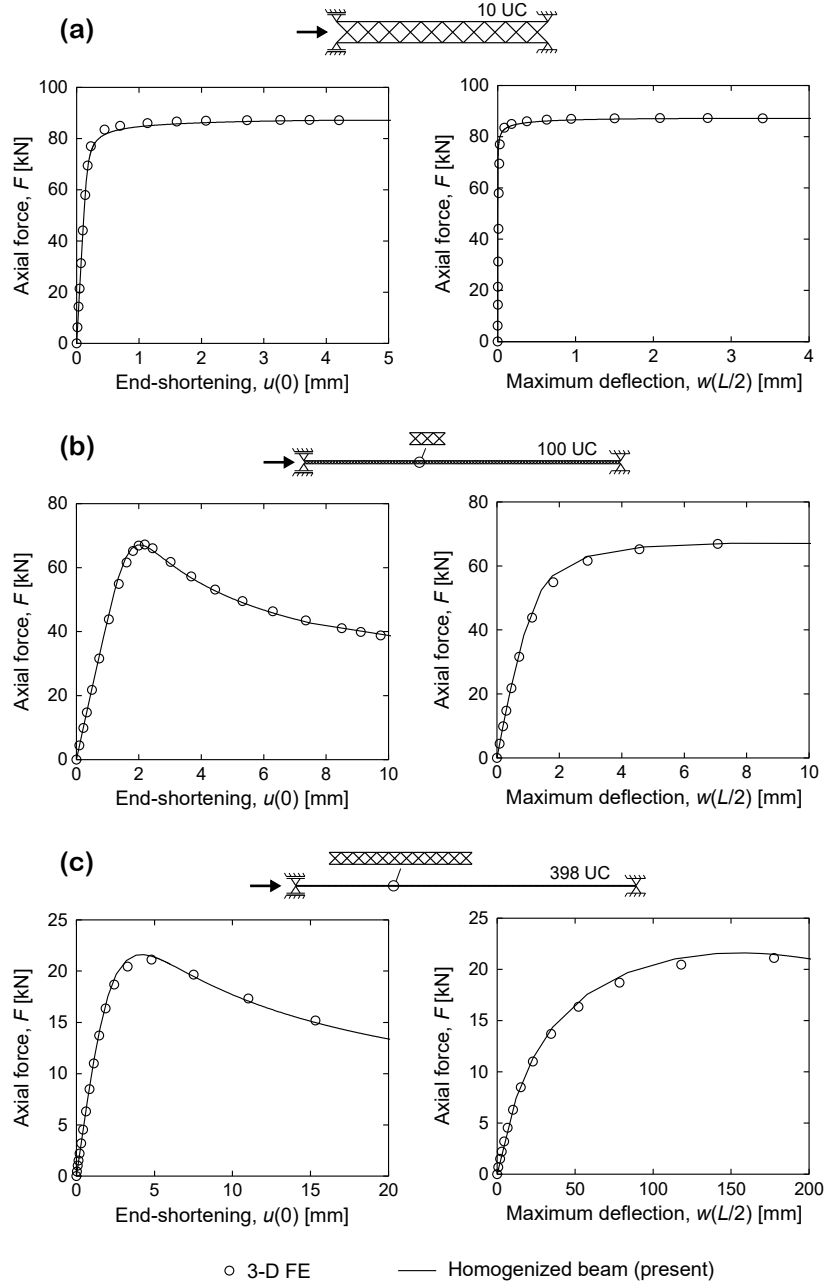 (a)
10 UC
Axial force, F [kN]
100
80
60
40
20
0
0 1 2 3 4 5
End-shortening, u(0) [mm]
Axial force, F [kN]
100
80
60
40
20
0
0 1 2 3 4
Maximum deflection, w(L/2) [mm]
(b)
100 UC
Axial force, F [kN]
80
60
40
20
0
0 2 4 6 8 10
End-shortening, u(0) [mm]
Axial force, F [kN]
80
60
40
20
0
0 2 4 6 8 10
Maximum deflection, w(L/2) [mm]
(c)
398 UC
Axial force, F [kN]
25
20
15
10
5
0
0 5 10 15 20
End-shortening, u(0) [mm]
Axial force, F [kN]
25
20
15
10
5
0
0 50 100 150 200
Maximum deflection, w(L/2) [mm]
3-D FE
Homogenized beam (present)